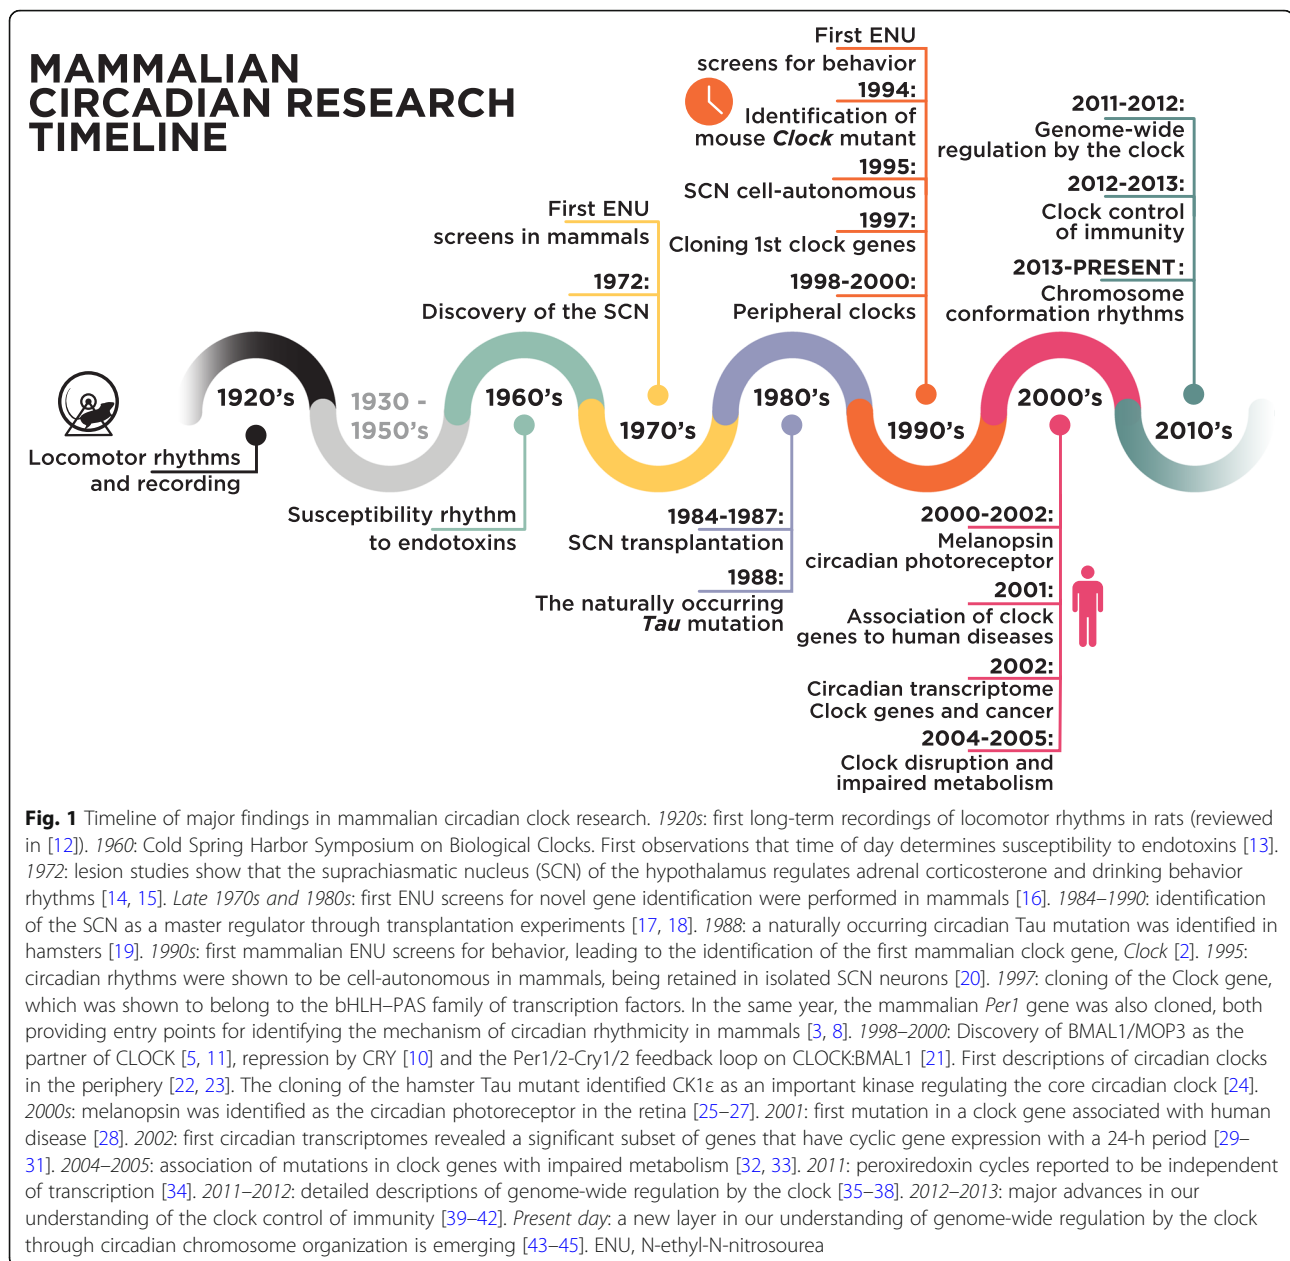 MAMMALIAN
CIRCADIAN RESEARCH
TIMELINE
1920's
Locomotor rhythms
and recording
1930 -
1950's
1960's
Susceptibility rhythm
to endotoxins
First ENU
screens in mammals
1972:
Discovery of the SCN
1970's
1980's
1984-1987:
SCN transplantation
1988:
The naturally occurring
Tau mutation
First ENU
screens for behavior
1994:
Identification of
mouse Clock mutant
1995:
SCN cell-autonomous
1997:
Cloning 1st clock genes
1998-2000:
Peripheral clocks
1990's
2000's
2000-2002:
Melanopsin
circadian photoreceptor
2001:
Association of clock
genes to human diseases
2002:
Circadian transcriptome
Clock genes and cancer
2004-2005:
Clock disruption and
impaired metabolism
2011-2012:
Genome-wide
regulation by the clock
2012-2013:
Clock control
of immunity
2013-PRESENT:
Chromosome
conformation rhythms
2010's
Fig. 1 Timeline of major findings in mammalian circadian clock research. 1920s: first long-term recordings of locomotor rhythms in rats (reviewed
in [12]). 1960: Cold Spring Harbor Symposium on Biological Clocks. First observations that time of day determines susceptibility to endotoxins [13].
1972: lesion studies show that the suprachiasmatic nucleus (SCN) of the hypothalamus regulates adrenal corticosterone and drinking behavior
rhythms [14, 15]. Late 1970s and 1980s: first ENU screens for novel gene identification were performed in mammals [16]. 1984–1990: identification
of the SCN as a master regulator through transplantation experiments [17, 18]. 1988: a naturally occurring circadian Tau mutation was identified in
hamsters [19]. 1990s: first mammalian ENU screens for behavior, leading to the identification of the first mammalian clock gene, Clock [2]. 1995:
circadian rhythms were shown to be cell-autonomous in mammals, being retained in isolated SCN neurons [20]. 1997: cloning of the Clock gene,
which was shown to belong to the bHLH–PAS family of transcription factors. In the same year, the mammalian Per1 gene was also cloned, both
providing entry points for identifying the mechanism of circadian rhythmicity in mammals [3, 8]. 1998–2000: Discovery of BMAL1/MOP3 as the
partner of CLOCK [5, 11], repression by CRY [10] and the Per1/2-Cry1/2 feedback loop on CLOCK:BMAL1 [21]. First descriptions of circadian clocks
in the periphery [22, 23]. The cloning of the hamster Tau mutant identified CK1ε as an important kinase regulating the core circadian clock [24].
2000s: melanopsin was identified as the circadian photoreceptor in the retina [25–27]. 2001: first mutation in a clock gene associated with human
disease [28]. 2002: first circadian transcriptomes revealed a significant subset of genes that have cyclic gene expression with a 24-h period [29–
31]. 2004–2005: association of mutations in clock genes with impaired metabolism [32, 33]. 2011: peroxiredoxin cycles reported to be independent
of transcription [34]. 2011–2012: detailed descriptions of genome-wide regulation by the clock [35–38]. 2012–2013: major advances in our
understanding of the clock control of immunity [39–42]. Present day: a new layer in our understanding of genome-wide regulation by the clock
through circadian chromosome organization is emerging [43–45]. ENU, N-ethyl-N-nitrosourea